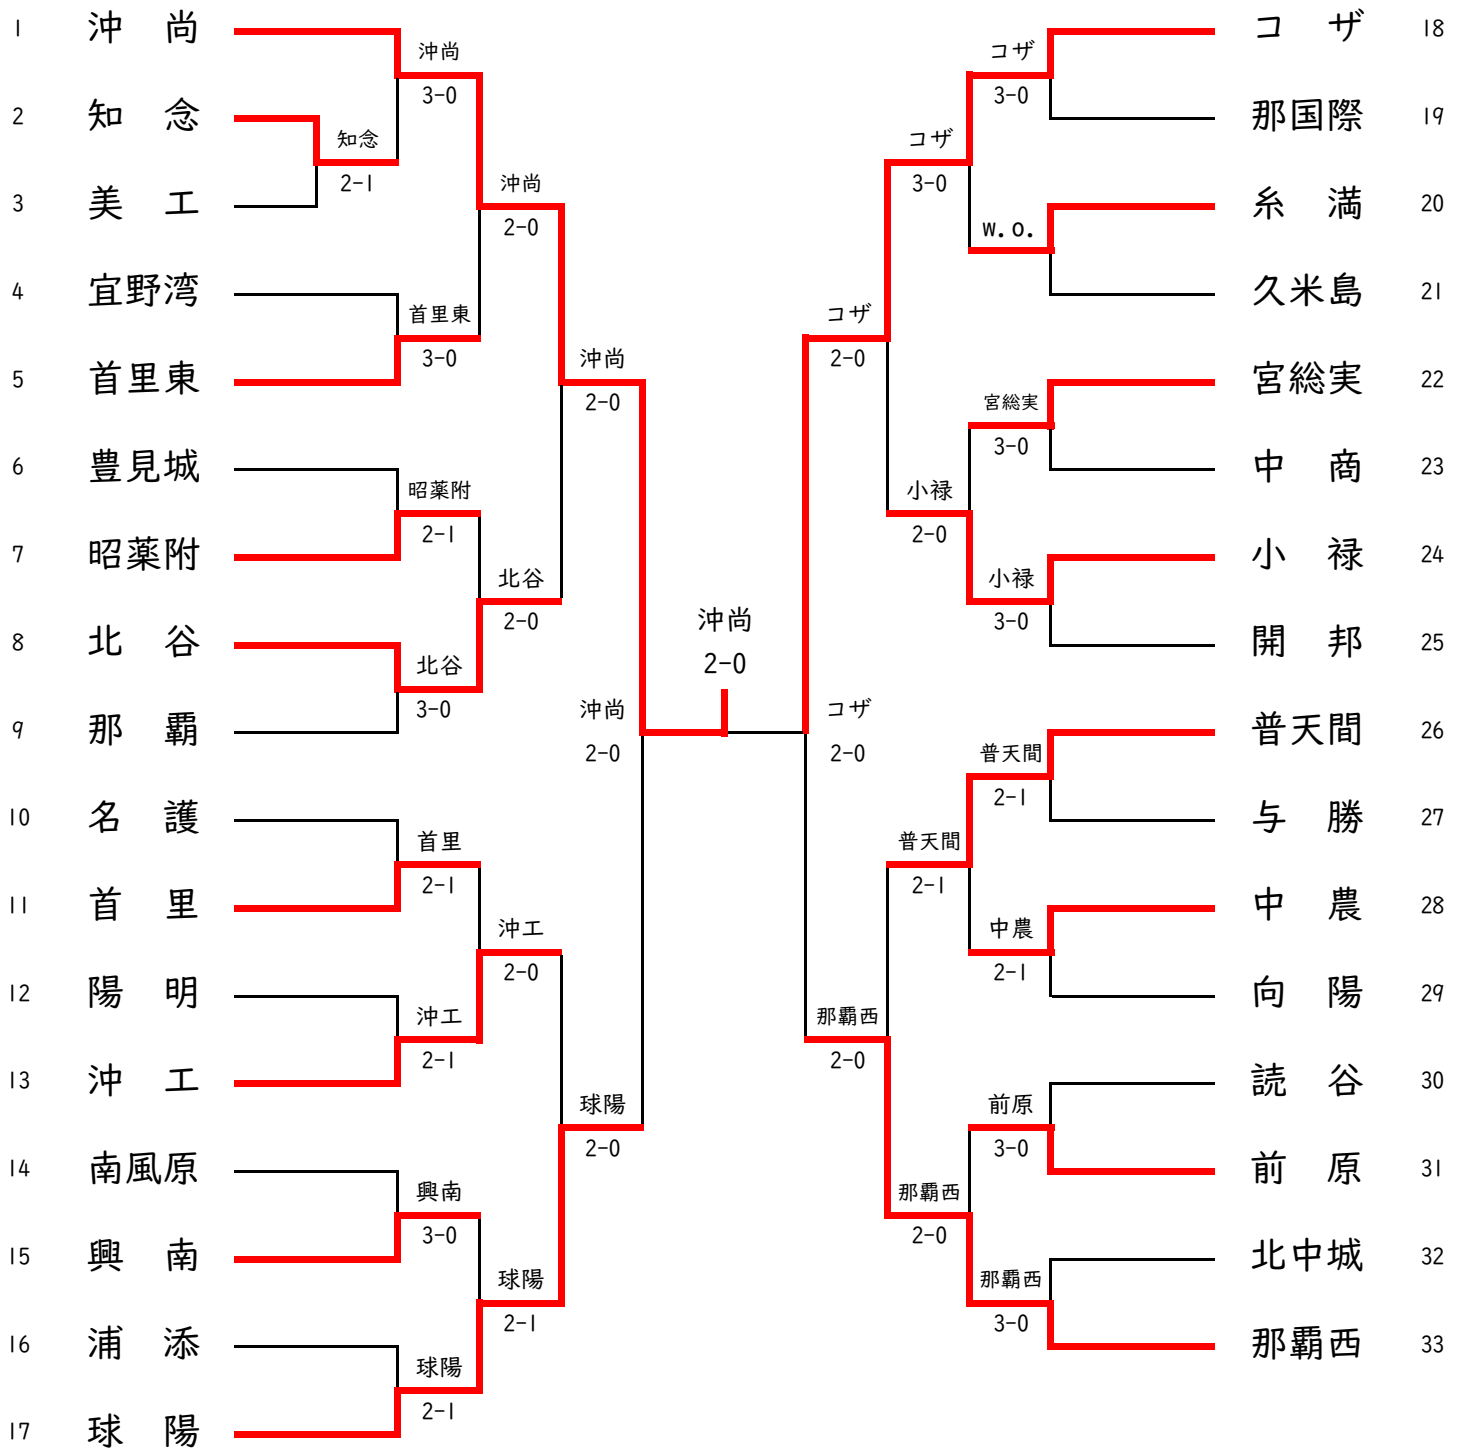 1 沖 尚
2 知 念
3 美 工
4 宜野湾
5 首里東
6 豊見城
7 昭薬附
8 北 谷
9 那 覇
10 名 護
11 首 里
12 陽 明
13 沖 工
14 南風原
15 興 南
16 浦 添
17 球 陽
知念
2-1
沖尚
3-0
首里東
3-0
昭薬附
2-1
北谷
3-0
首里
2-1
沖工
2-1
興南
3-0
球陽
2-1
沖尚
2-0
北谷
2-0
沖工
2-0
球陽
2-1
沖尚
2-0
球陽
2-0
沖尚
2-0
沖尚
2-0
コザ
2-0
コザ
2-0
那覇西
2-0
コザ
3-0
小禄
2-0
普天間
2-1
那覇西
2-0
コザ
3-0
W.O.
宮総実
3-0
小禄
3-0
普天間
2-1
中農
2-1
前原
3-0
那覇西
3-0
コ ザ 18
那国際 19
糸 満 20
久米島 21
宮総実 22
中 商 23
小 禄 24
開 邦 25
普天間 26
与 勝 27
中 農 28
向 陽 29
読 谷 30
前 原 31
北中城 32
那覇西 33